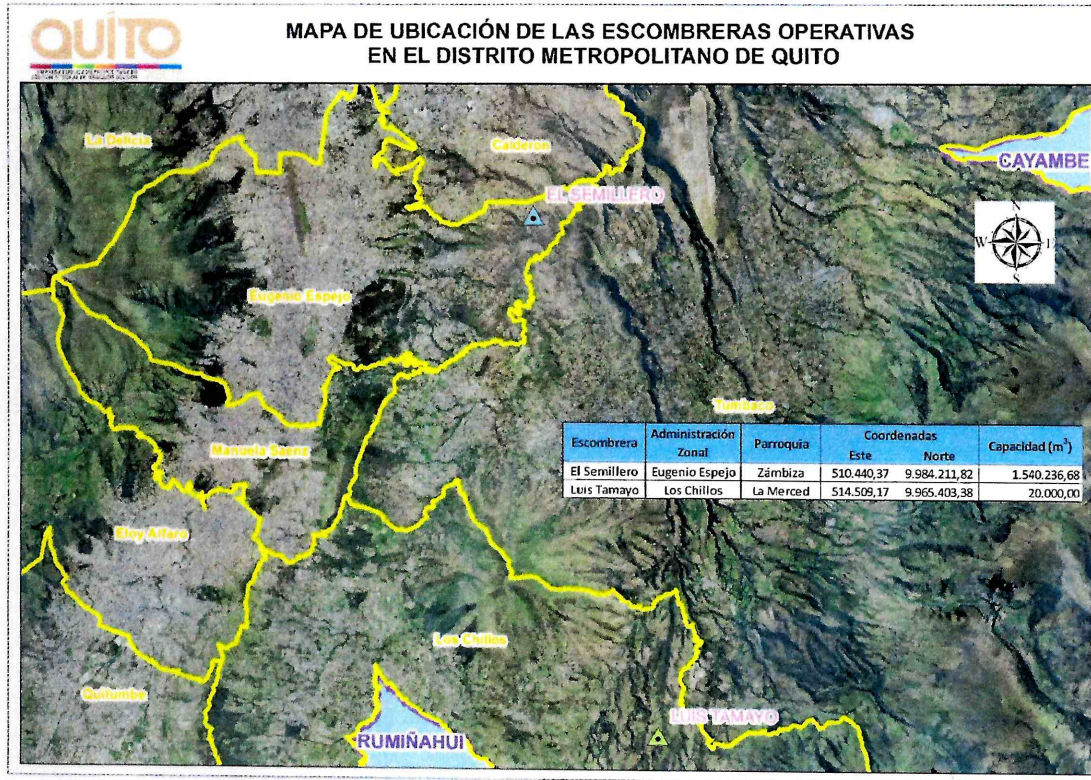 QUITO
MAPA DE UBICACIÓN DE LAS ESCOMBRERAS OPERATIVAS
EN EL DISTRITO METROPOLITANO DE QUITO
La Delicia
Calderón
CAYAMBE
EL SEMILLERO
N
W E
S
Eugenio Espejo
Tumbaco
Escombrera Administración Zonal Parroquia Coordenadas Este Norte Capacidad (m³)
El Semillero Eugenio Espejo Zámbiza 510.440,37 9.984.211,82 1.540.236,68
Luis Tamayo Los Chillos La Merced 514.509,17 9.965.403,38 20.000,00
Manuela Saenz
Eloy Alfaro
Los Chillos
Quitumbe
LUIS TAMAYO
RUMIÑAHUI